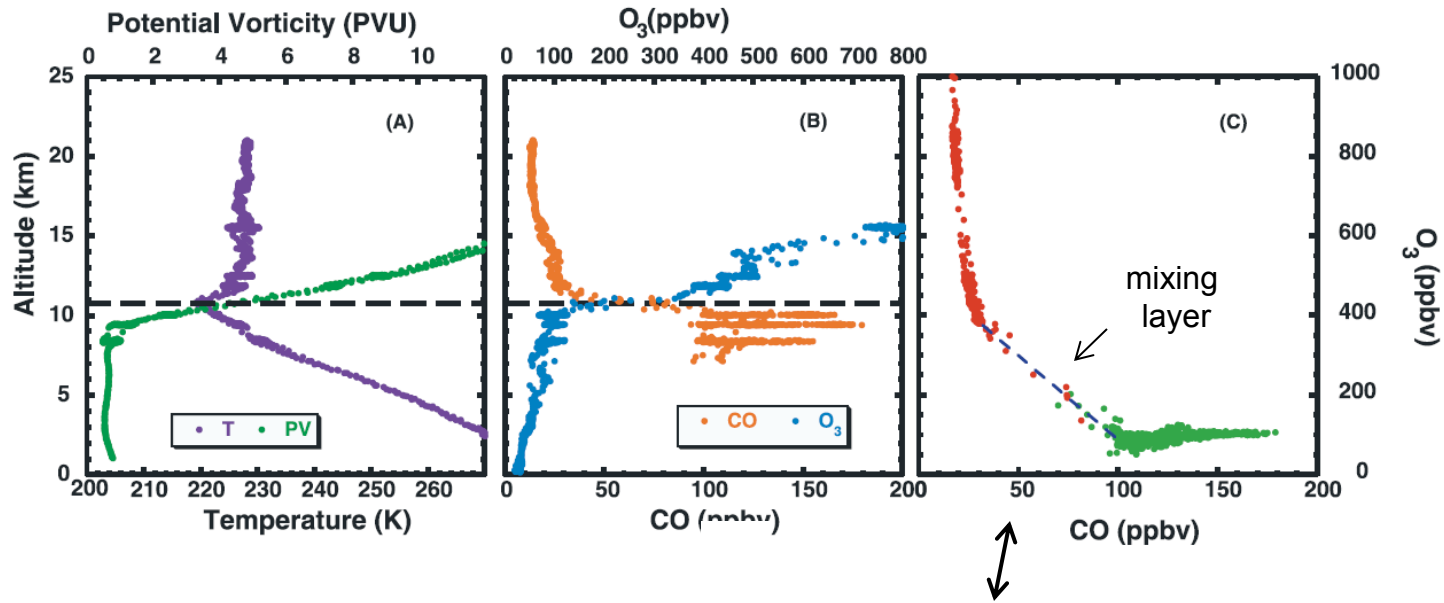 Potential Vorticity (PVU)
0 2 4 6 8 10
O3(ppbv)
0 100 200 300 400 500 600 700 800
25
20
15
10
5
0
Altitude (km)
(A)
T PV
200 210 220 230 240 250 260
Temperature (K)
(B)
CO O3
0 50 100 150 200
CO
(C)
mixing
layer
1000
800
600
400
200
0
O3 (ppbv)
50 100 150 200
CO (ppbv)